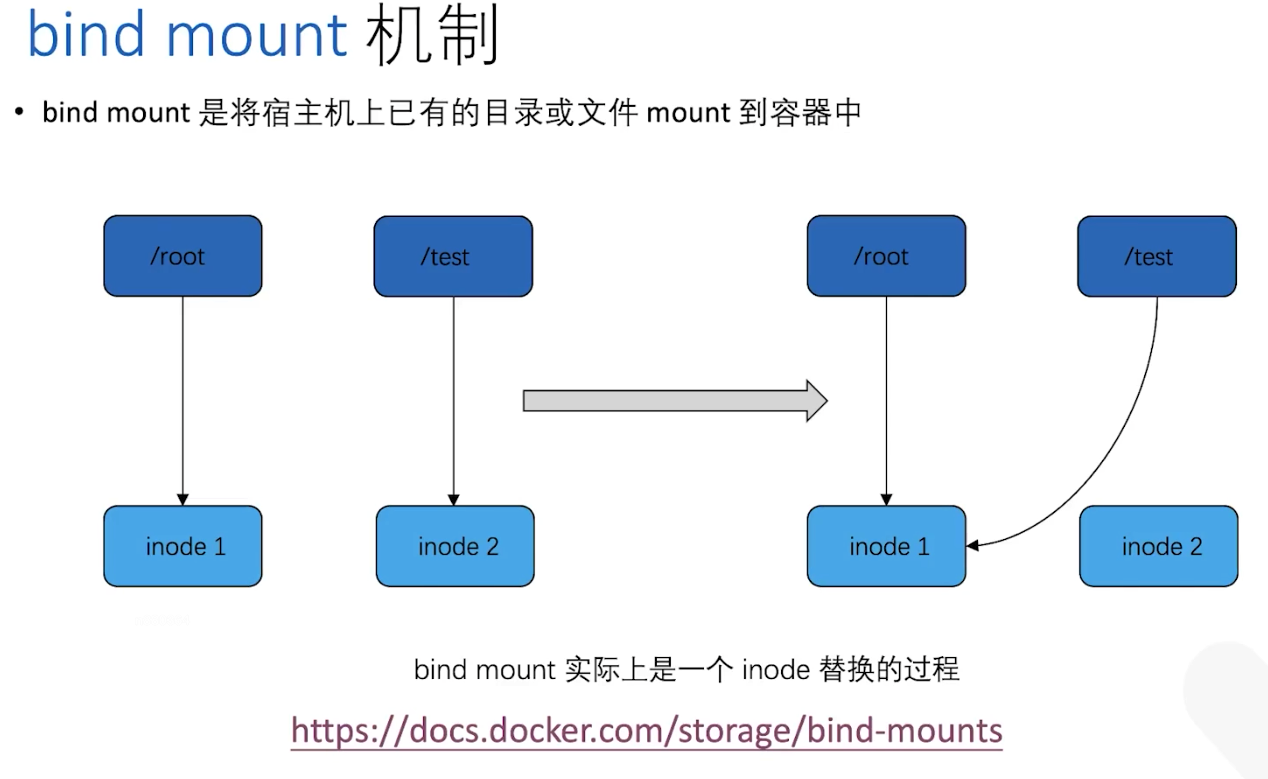 bind mount 机制
• bind mount 是将宿主机上已有的目录或文件 mount 到容器中
/root
/test
/root
/test
inode 1
inode 2
inode 1
inode 2
bind mount 实际上是一个 inode 替换的过程
https://docs.docker.com/storage/bind-mounts